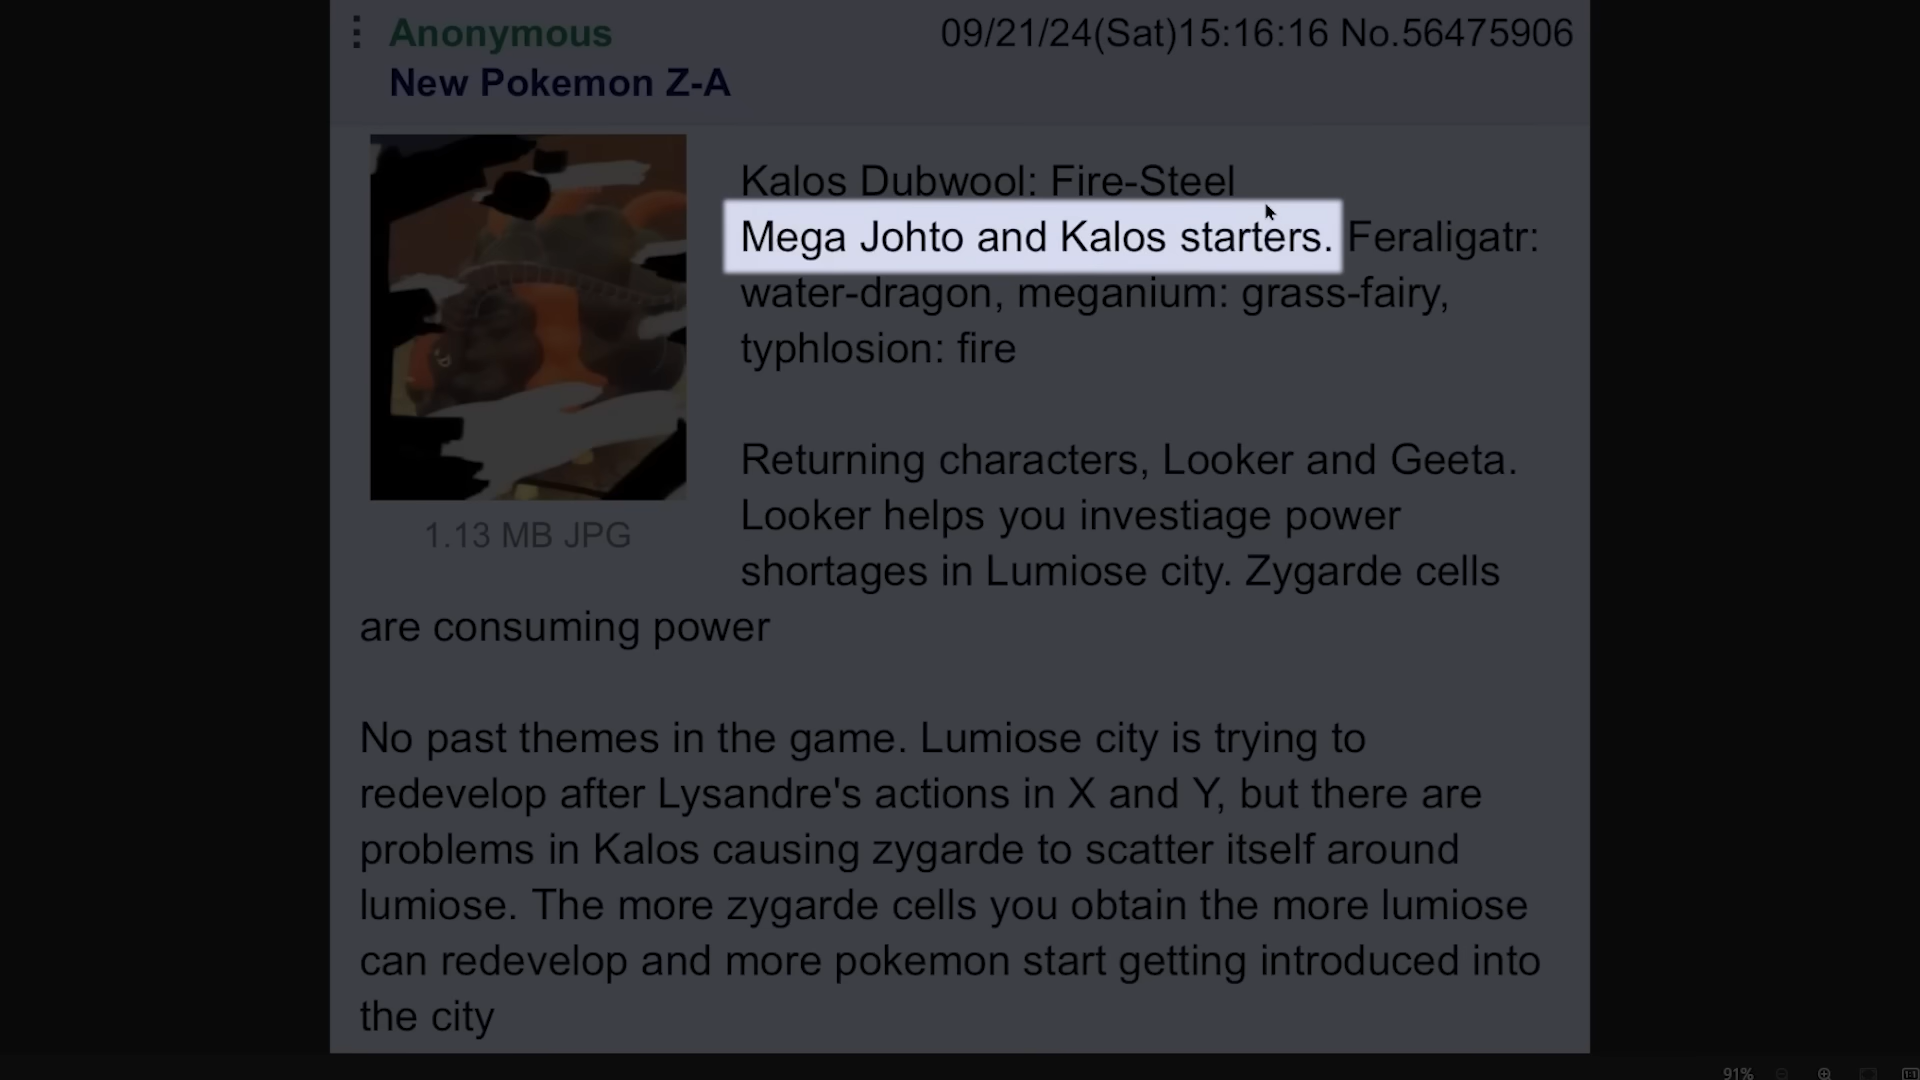 Anonymous 09/21/24(Sat)15:16:16 No.56475906
New Pokemon Z-A
Kalos Dubwool: Fire-Steel
Mega Johto and Kalos starters. Feraligatr:
water-dragon, meganium: grass-fairy,
typhlosion: fire
Returning characters, Looker and Geeta.
Looker helps you investiage power
shortages in Lumiose city. Zygarde cells
are consuming power
1.13 MB JPG
No past themes in the game. Lumiose city is trying to
redevelop after Lysandre's actions in X and Y, but there are
problems in Kalos causing zygarde to scatter itself around
lumiose. The more zygarde cells you obtain the more lumiose
can redevelop and more pokemon start getting introduced into
the city
91%
1:1